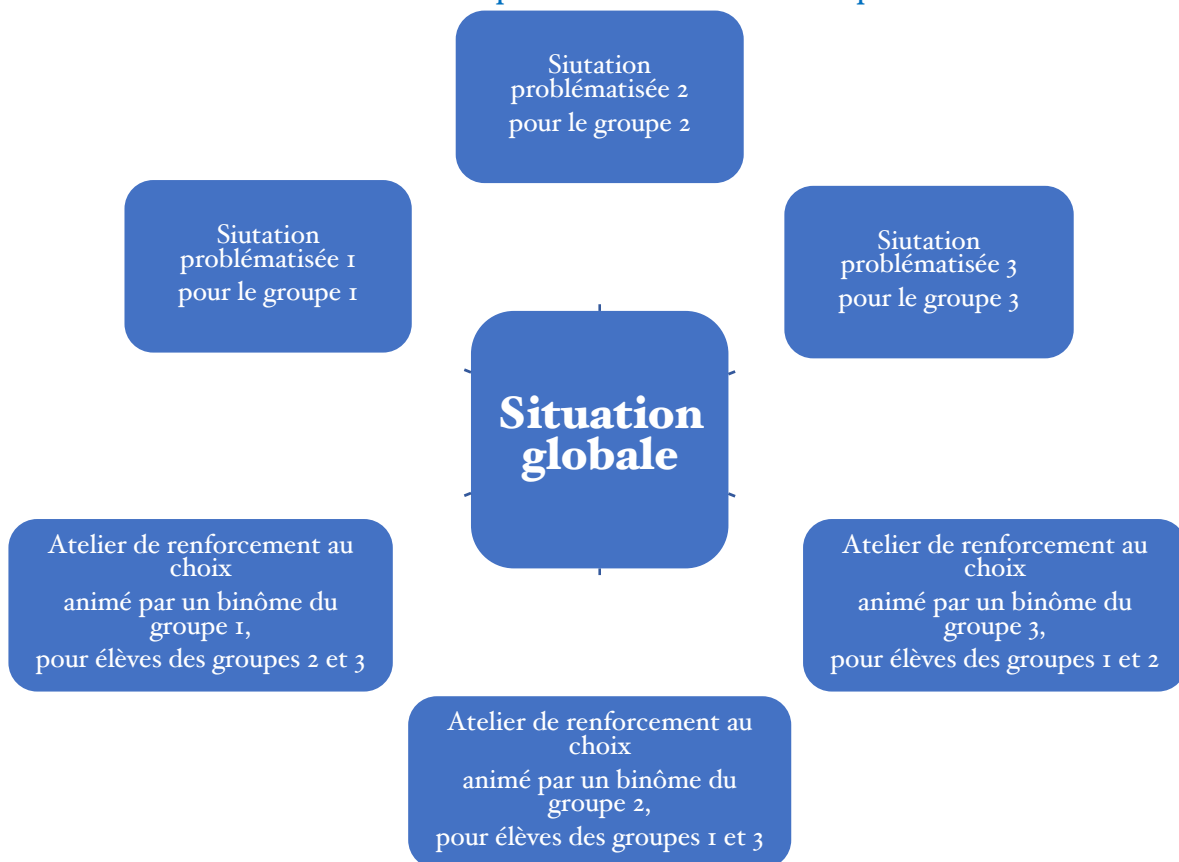 Siutation
problématisée 2
pour le groupe 2
Siutation
problématisée 1
pour le groupe 1
Siutation
problématisée 3
pour le groupe 3
Situation
globale
Atelier de renforcement au
choix
animé par un binôme du
groupe 1,
pour élèves des groupes 2 et 3
Atelier de renforcement au
choix
animé par un binôme du
groupe 3,
pour élèves des groupes 1 et 2
Atelier de renforcement au
choix
animé par un binôme du
groupe 2,
pour élèves des groupes 1 et 3